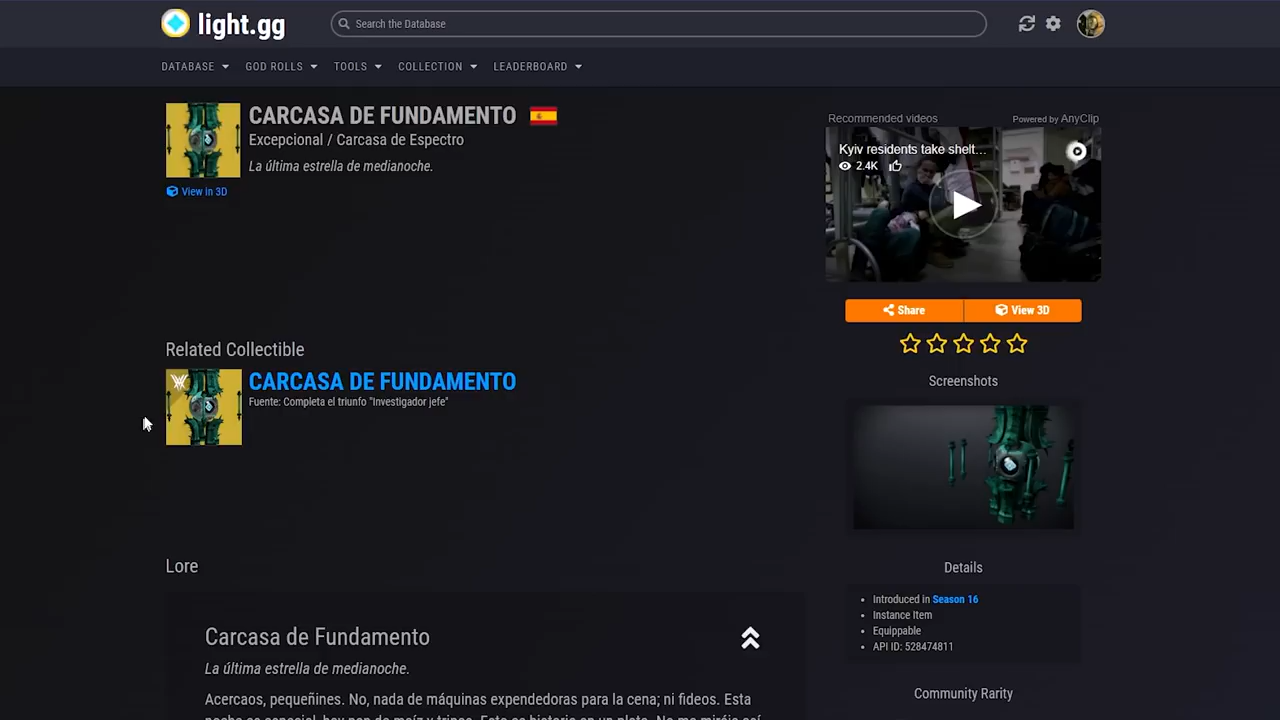 light.gg
Search the Database
DATABASE
GOD ROLLS
TOOLS
COLLECTION
LEADERBOARD
CARCASA DE FUNDAMENTO
Excepcional / Carcasa de Espectro
La última estrella de medianoche.
View in 3D
Recommended videos
Powered by AnyClip
Kyiv residents take shelt...
2.4K
Share
View 3D
Related Collectible
CARCASA DE FUNDAMENTO
Fuente: Completa el triunfo "Investigador jefe"
Screenshots
Details
Introduced in Season 16
Instance Item
Equippable
API ID: 528474811
Community Rarity
Lore
Carcasa de Fundamento
La última estrella de medianoche.
Acercaos, pequeñines. No, nada de máquinas expendedoras para la cena; ni fideos. Esta